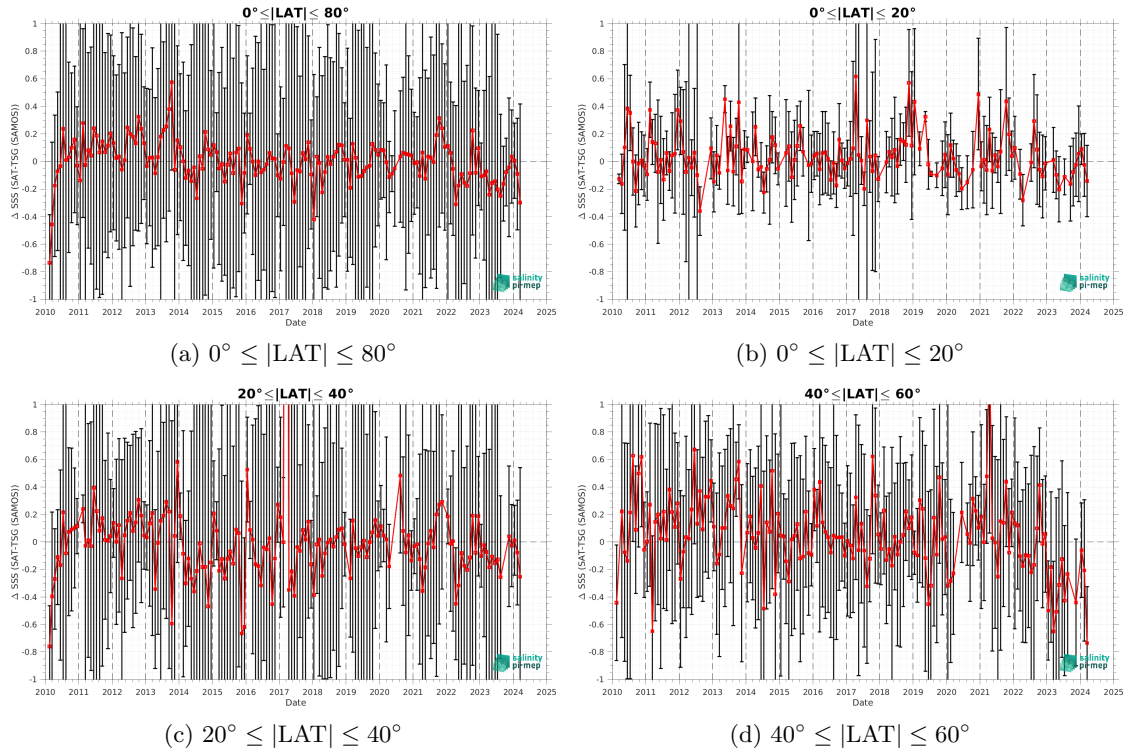 0°≤|LAT|≤ 80°
Δ SSS (SAT-TSG (SAMOS))
1
0.8
0.6
0.4
0.2
0
-0.2
-0.4
-0.6
-0.8
-1
2010 2011 2012 2013 2014 2015 2016 2017 2018 2019 2020 2021 2022 2023 2024 2025
Date
salinity
pi-mep
(a) 0° ≤ |LAT| ≤ 80°
0°≤|LAT|≤ 20°
Δ SSS (SAT-TSG (SAMOS))
1
0.8
0.6
0.4
0.2
0
-0.2
-0.4
-0.6
-0.8
-1
2010 2011 2012 2013 2014 2015 2016 2017 2018 2019 2020 2021 2022 2023 2024 2025
Date
salinity
pi-mep
(b) 0° ≤ |LAT| ≤ 20°
20°≤|LAT|≤ 40°
Δ SSS (SAT-TSG (SAMOS))
1
0.8
0.6
0.4
0.2
0
-0.2
-0.4
-0.6
-0.8
-1
2010 2011 2012 2013 2014 2015 2016 2017 2018 2019 2020 2021 2022 2023 2024 2025
Date
salinity
pi-mep
(c) 20° ≤ |LAT| ≤ 40°
40°≤|LAT|≤ 60°
Δ SSS (SAT-TSG (SAMOS))
1
0.8
0.6
0.4
0.2
0
-0.2
-0.4
-0.6
-0.8
-1
2010 2011 2012 2013 2014 2015 2016 2017 2018 2019 2020 2021 2022 2023 2024 2025
Date
salinity
pi-mep
(d) 40° ≤ |LAT| ≤ 60°